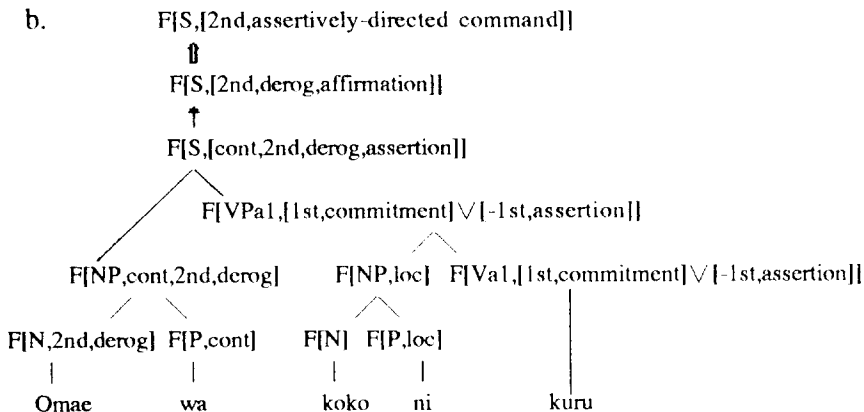 b. F[S,[2nd,assertively-directed command]]
F[S,[2nd,derog,affirmation]]
F[S,[cont,2nd,derog,assertion]]
F[VPa1,[1st,commitment]∨[-1st,assertion]]
F[NP,cont,2nd,derog] F[NP,loc] F[Va1,[1st,commitment]∨[-1st,assertion]]
F[N,2nd,derog] F[P,cont] F[N] F[P,loc]
Omae wa koko ni kuru